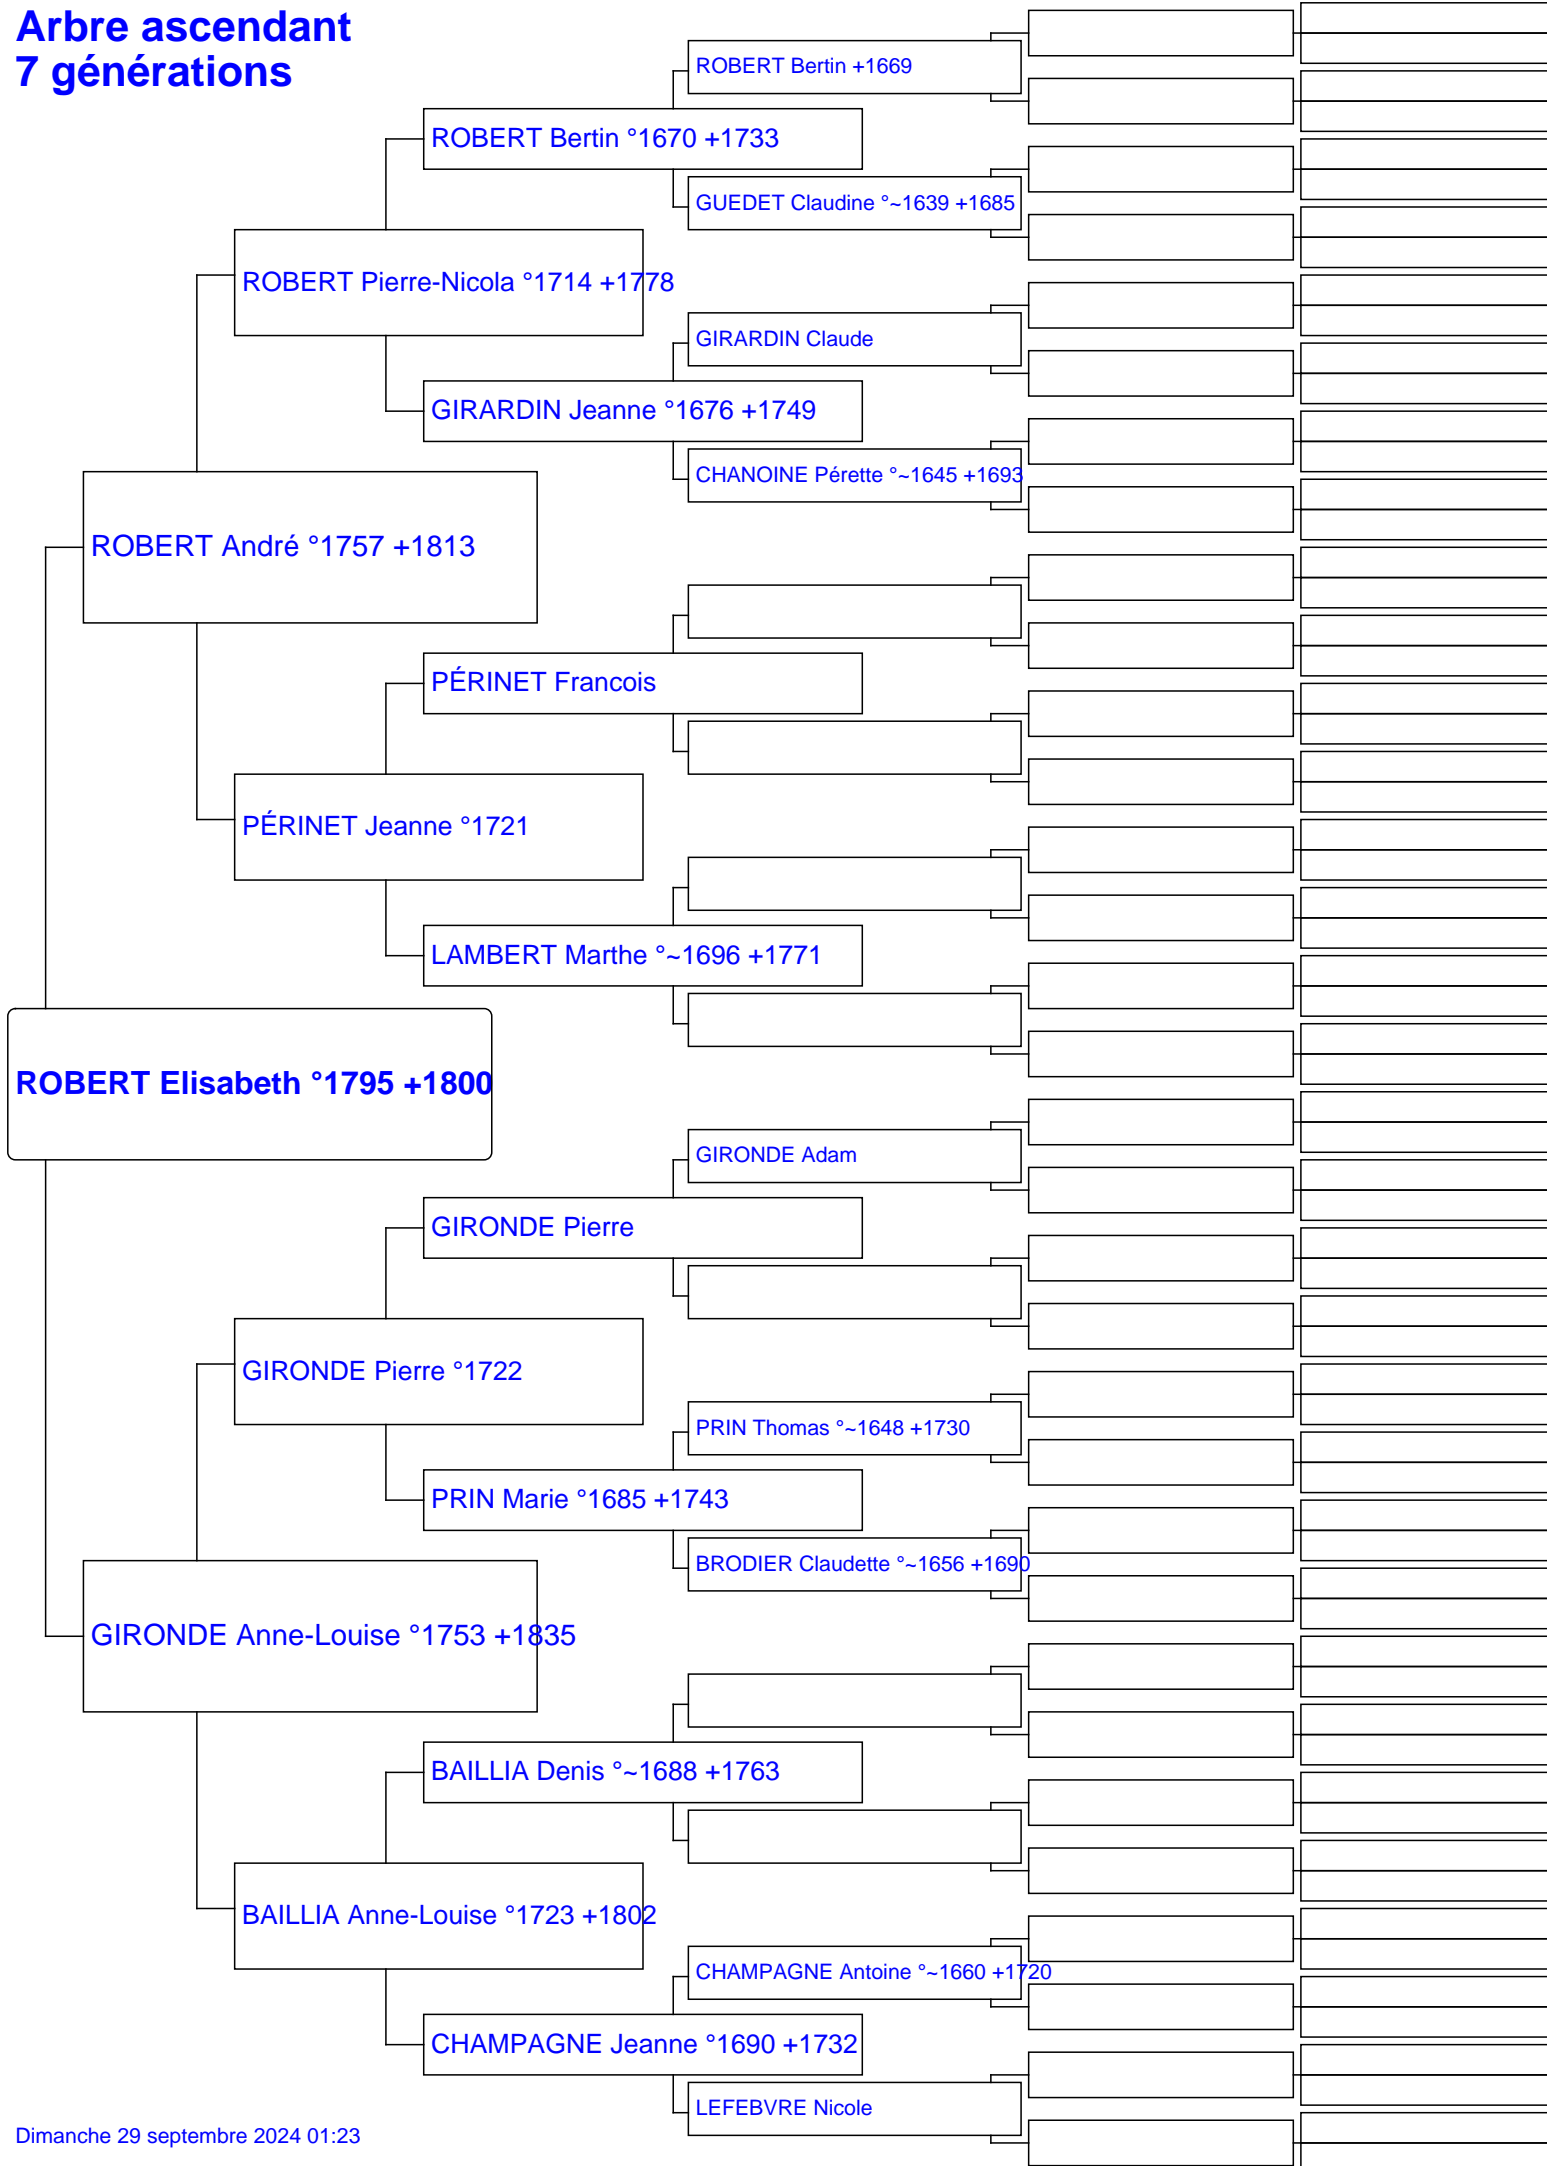 Arbre ascendant
7 générations
ROBERT Bertin +1669
ROBERT Bertin °1670 +1733
GUEDET Claudine °~1639 +1685
ROBERT Pierre-Nicola °1714 +1778
GIRARDIN Claude
GIRARDIN Jeanne °1676 +1749
CHANOINE Pérette °~1645 +1693
ROBERT André °1757 +1813
PÉRINET Francois
PÉRINET Jeanne °1721
LAMBERT Marthe °~1696 +1771
ROBERT Elisabeth °1795 +1800
GIRONDE Adam
GIRONDE Pierre
GIRONDE Pierre °1722
PRIN Thomas °~1648 +1730
PRIN Marie °1685 +1743
BRODIER Claudette °~1656 +1690
GIRONDE Anne-Louise °1753 +1835
BAILLIA Denis °~1688 +1763
BAILLIA Anne-Louise °1723 +1802
CHAMPAGNE Antoine °~1660 +1720
CHAMPAGNE Jeanne °1690 +1732
LEFEBVRE Nicole
Dimanche 29 septembre 2024 01:23